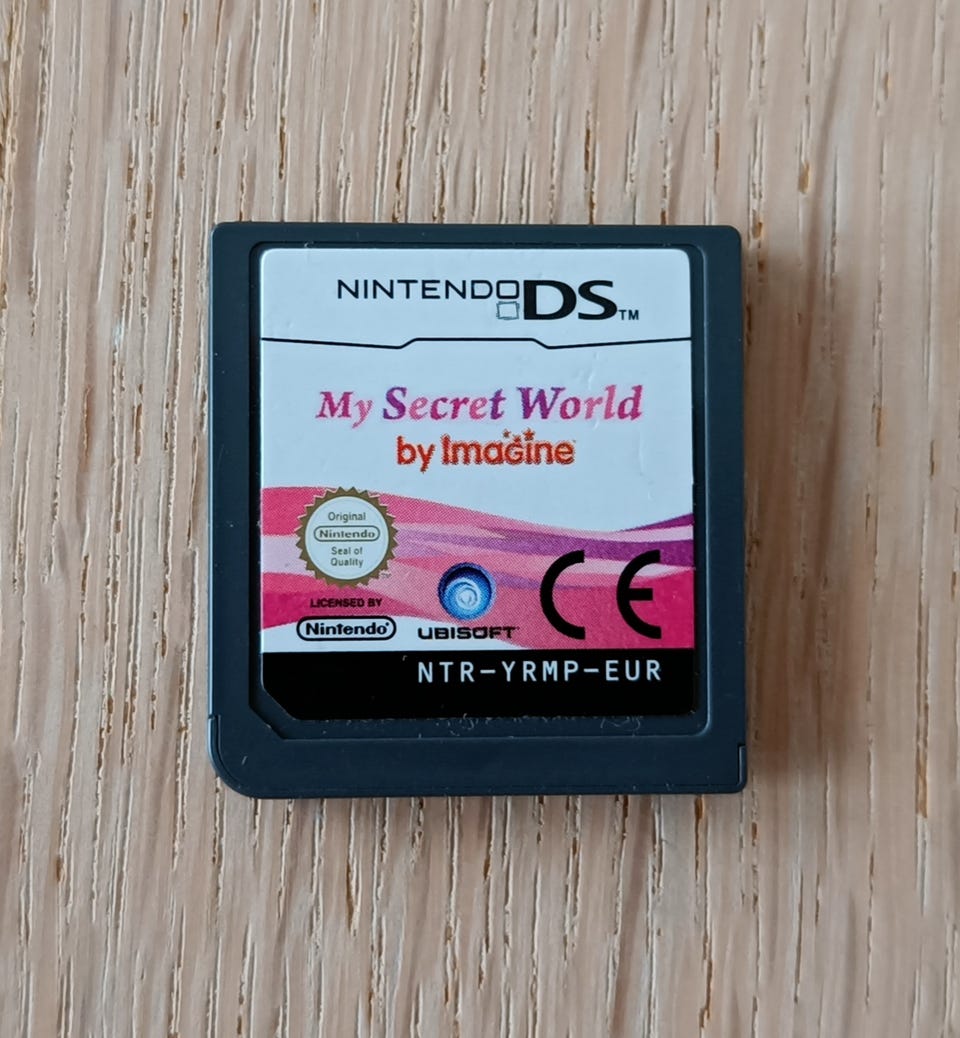 NINTENDO DS TM
My Secret World
by Imagine
Original
Nintendo
Seal of
Quality
TM
LICENSED BY
Nintendo®
UBISOFT
CE
NTR-YRMP-EUR